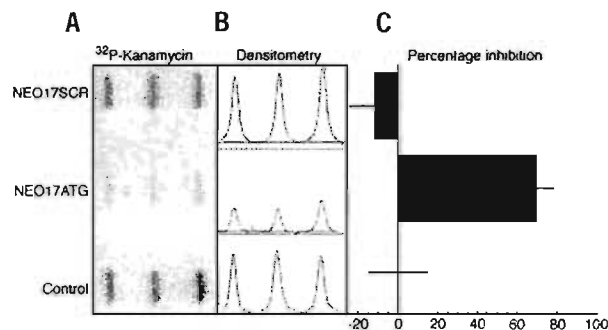 A B C
32P-Kanamycin Densitometry Percentage inhibition
NEO17SCR
NEO17ATG
Control
-20 0 20 40 60 80 100